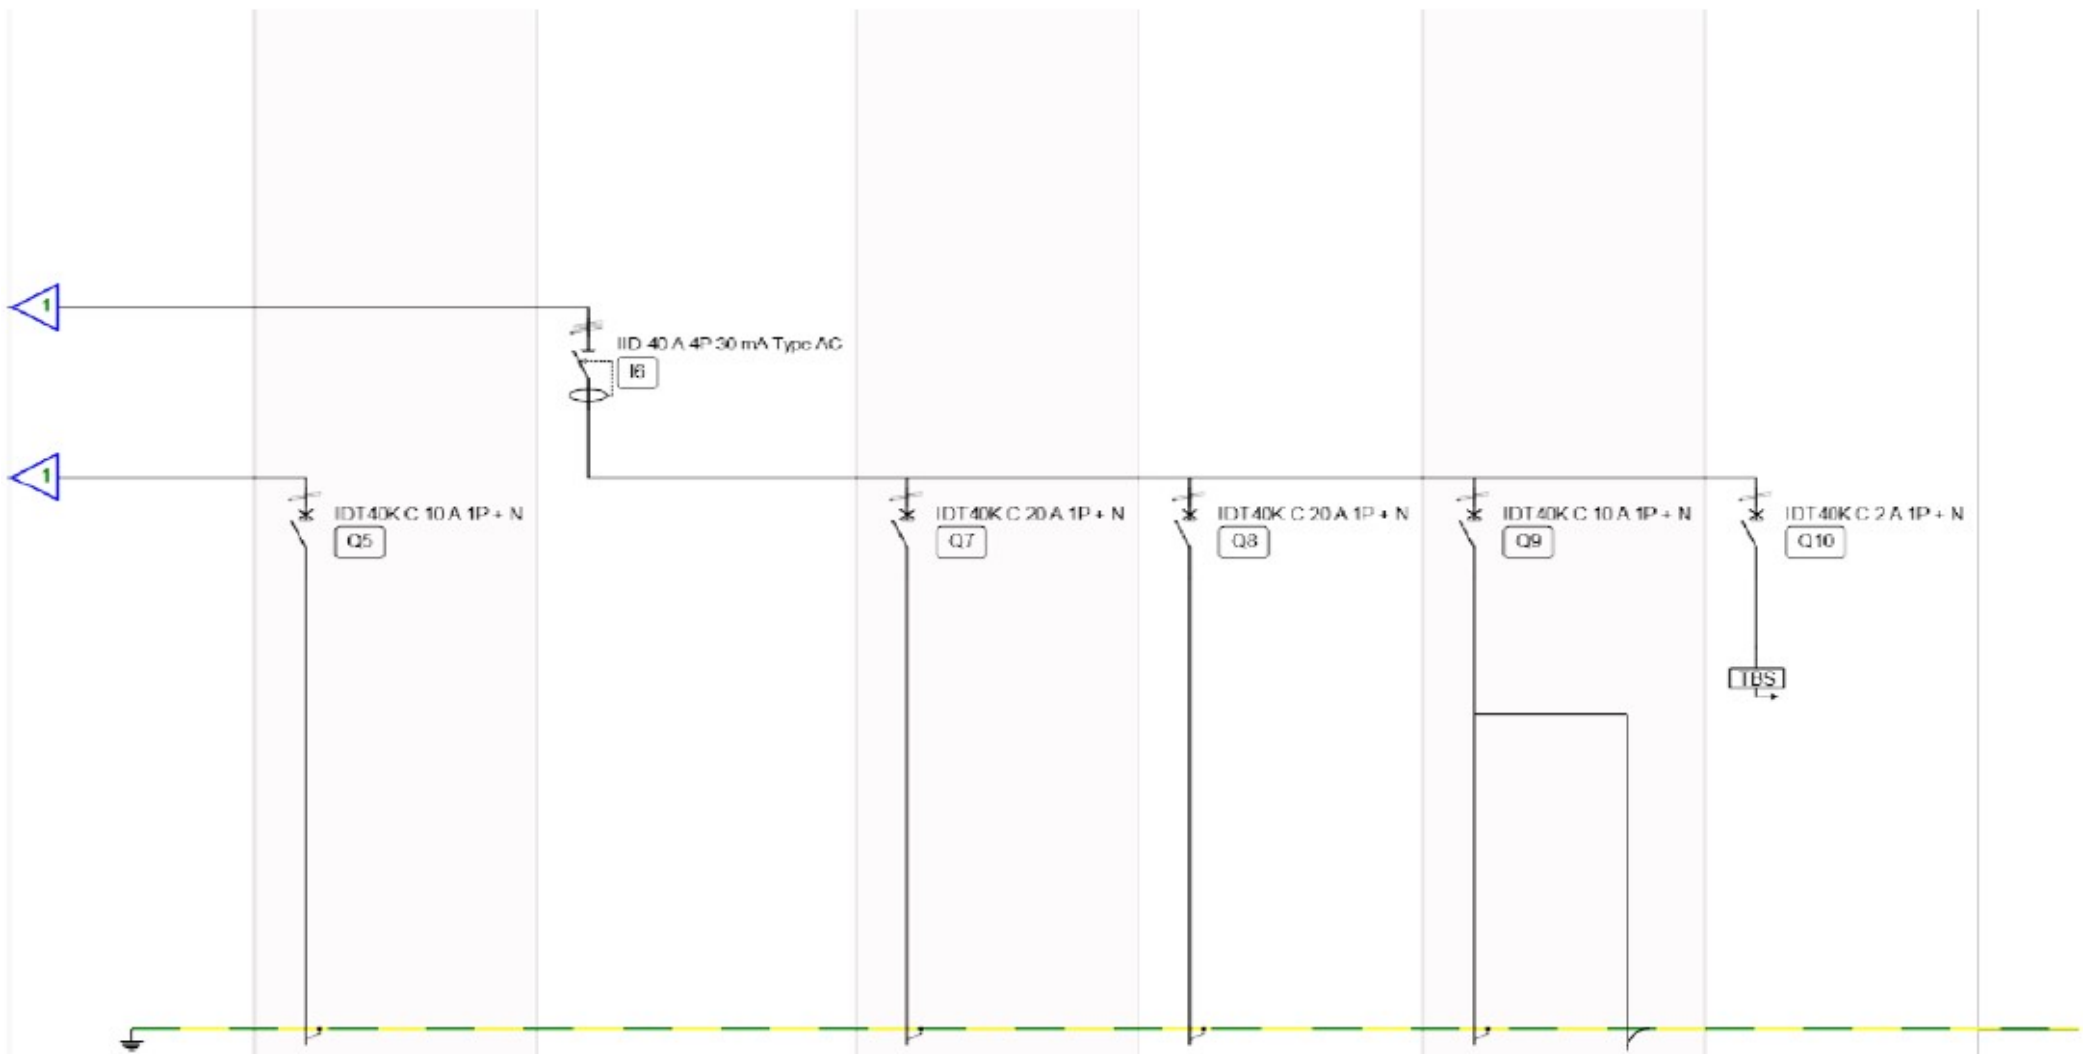 1
IID 40 A 4P 30 mA Type AC
I6
1
IDT40K C 10 A 1P + N
Q5
IDT40K C 20 A 1P + N
Q7
IDT40K C 20 A 1P + N
Q8
IDT40K C 10 A 1P + N
Q9
IDT40K C 2 A 1P + N
Q10
TBS